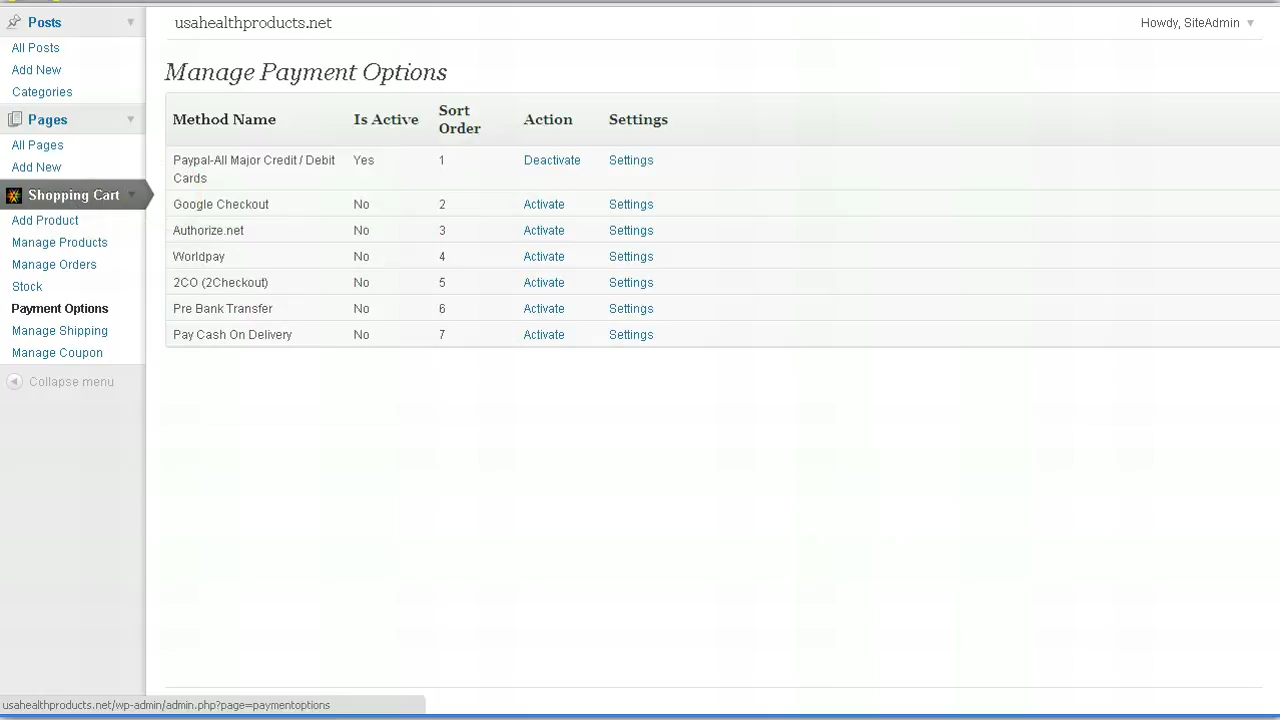 Posts
All Posts
Add New
Categories
Pages
All Pages
Add New
Shopping Cart
Add Product
Manage Products
Manage Orders
Stock
Payment Options
Manage Shipping
Manage Coupon
Collapse menu
usahealthproducts.net
Howdy, SiteAdmin
Manage Payment Options
Method Name Is Active Sort Order Action Settings
Paypal-All Major Credit / Debit Cards Yes 1 Deactivate Settings
Google Checkout No 2 Activate Settings
Authorize.net No 3 Activate Settings
Worldpay No 4 Activate Settings
2CO (2Checkout) No 5 Activate Settings
Pre Bank Transfer No 6 Activate Settings
Pay Cash On Delivery No 7 Activate Settings
usahealthproducts.net/wp-admin/admin.php?page=paymentoptions